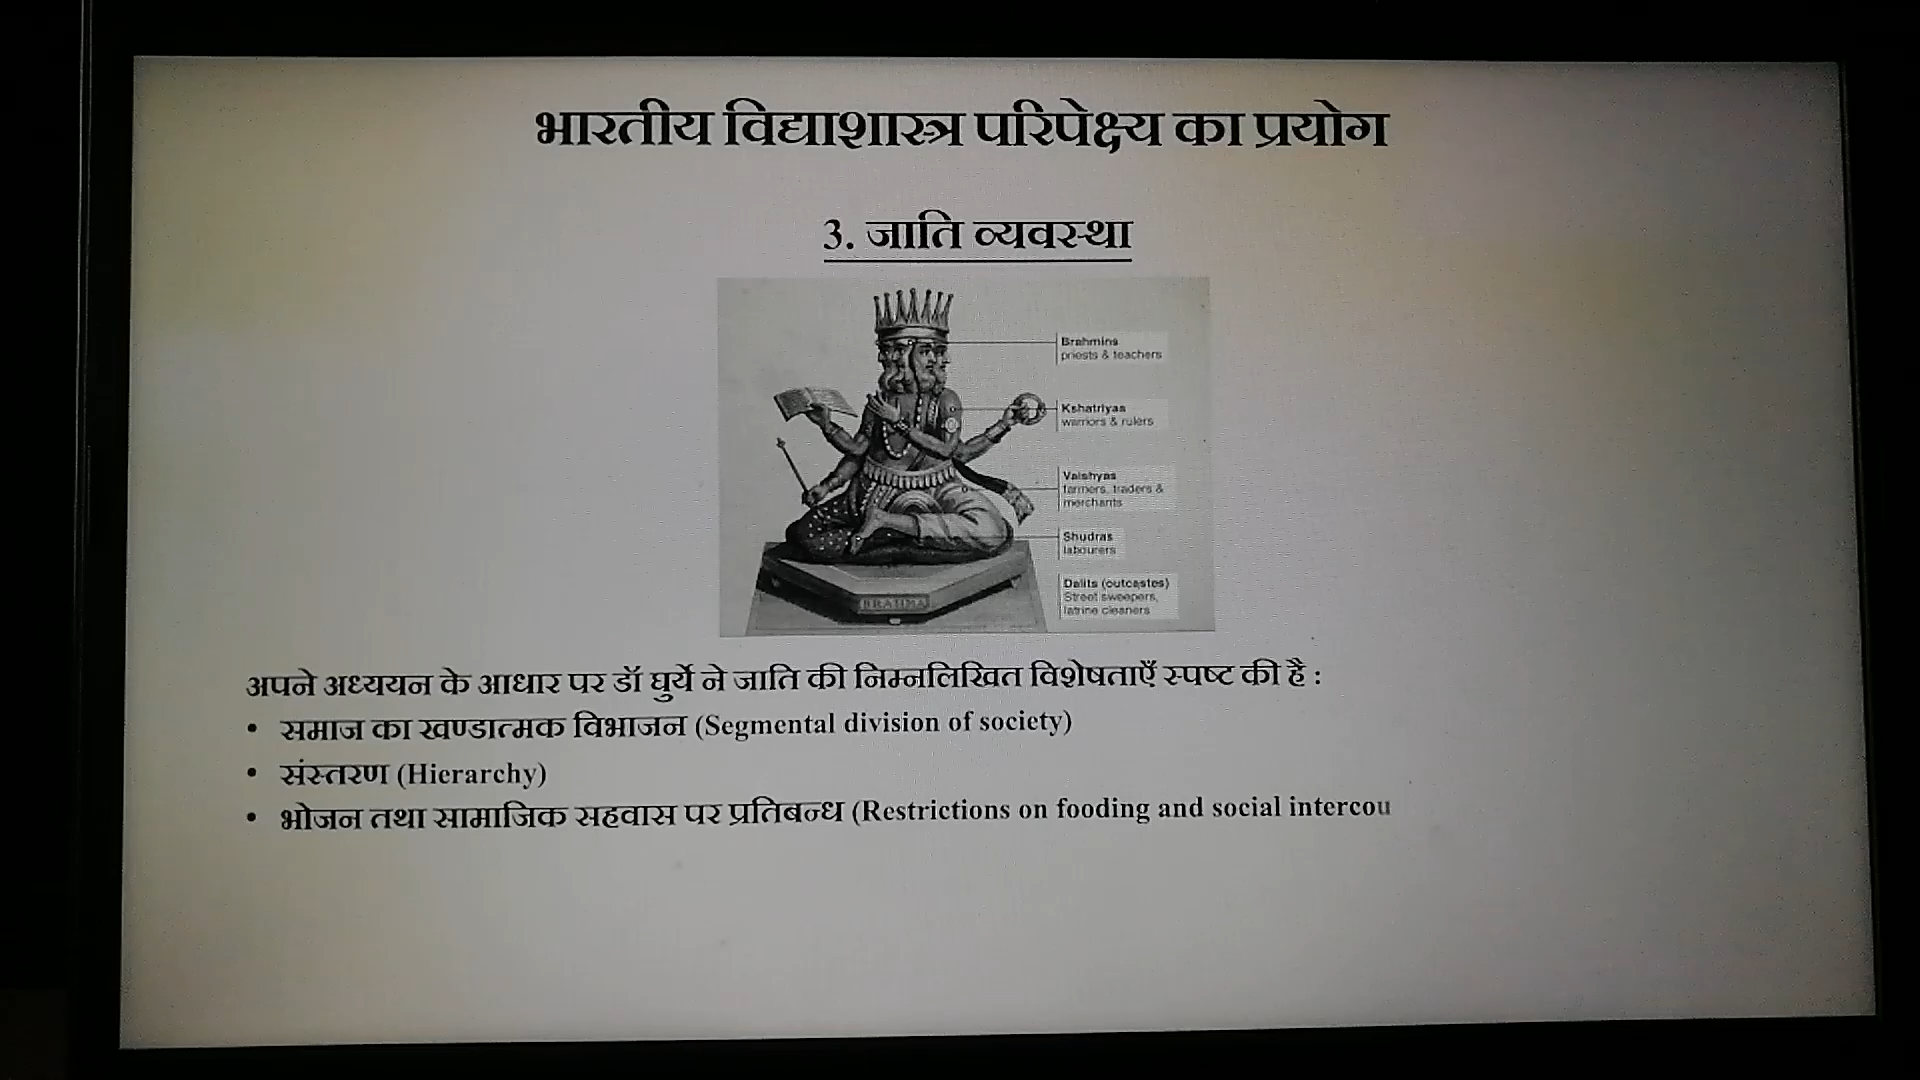 भारतीय विद्याशास्त्र परिपेक्ष्य का प्रयोग
3. जाति व्यवस्था
Brahmins
priests & teachers
Kshatriyas
warriors & rulers
Vaishyas
farmers, traders &
merchants
Shudras
labourers
Dalits (outcastes)
Street sweepers,
latrine cleaners
BRAHMA
अपने अध्ययन के आधार पर डॉ घुर्ये ने जाति की निम्नलिखित विशेषताएँ स्पष्ट की है :
• समाज का खण्डात्मक विभाजन (Segmental division of society)
• संस्तरण (Hierarchy)
• भोजन तथा सामाजिक सहवास पर प्रतिबन्ध (Restrictions on fooding and social intercou